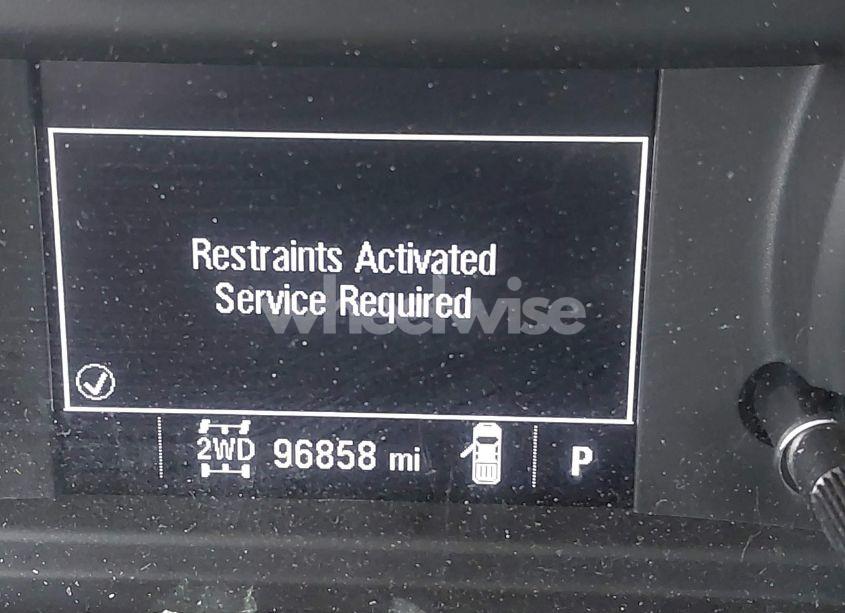 Restraints Activated
Service Required
wheelwise
2WD 96858 mi P